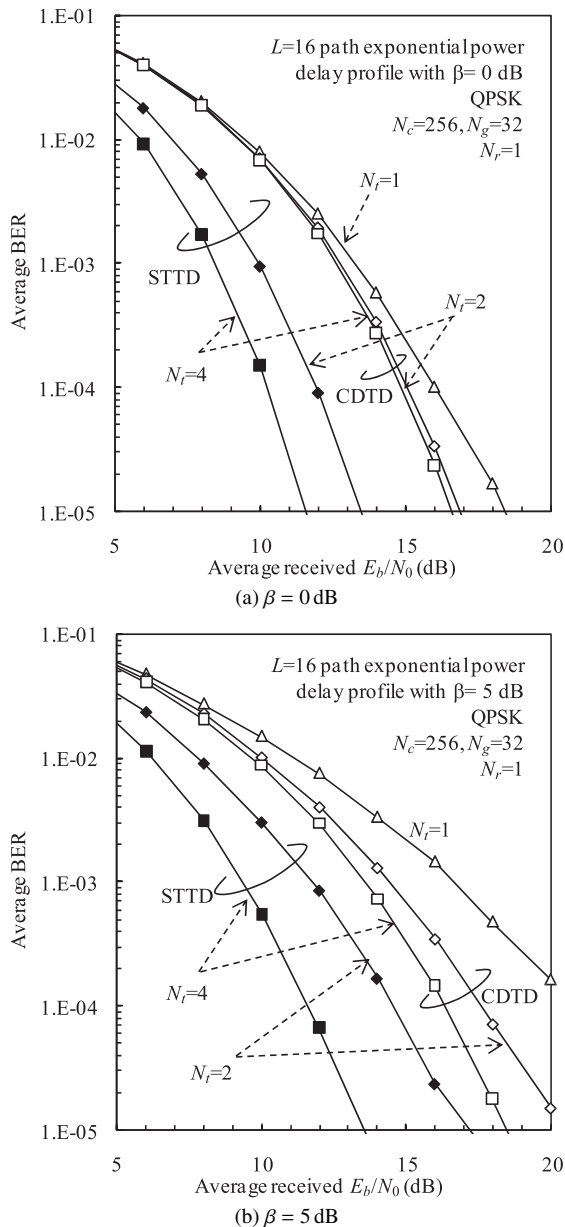 1.E-01
L=16 path exponential power
delay profile with β= 0 dB
QPSK
Nc=256, Ng=32
Nr=1
1.E-02
Nt=1
Average BER
1.E-03
STTD
Nt=2
Nt=4
CDTD
1.E-04
1.E-05
5 10 15 20
Average received Eb/N0 (dB)
(a) β = 0 dB
1.E-01
L=16 path exponential power
delay profile with β= 5 dB
QPSK
Nc=256, Ng=32
Nr=1
1.E-02
Nt=1
Average BER
1.E-03
STTD
Nt=4
CDTD
1.E-04
Nt=2
1.E-05
5 10 15 20
Average received Eb/N0 (dB)
(b) β = 5 dB